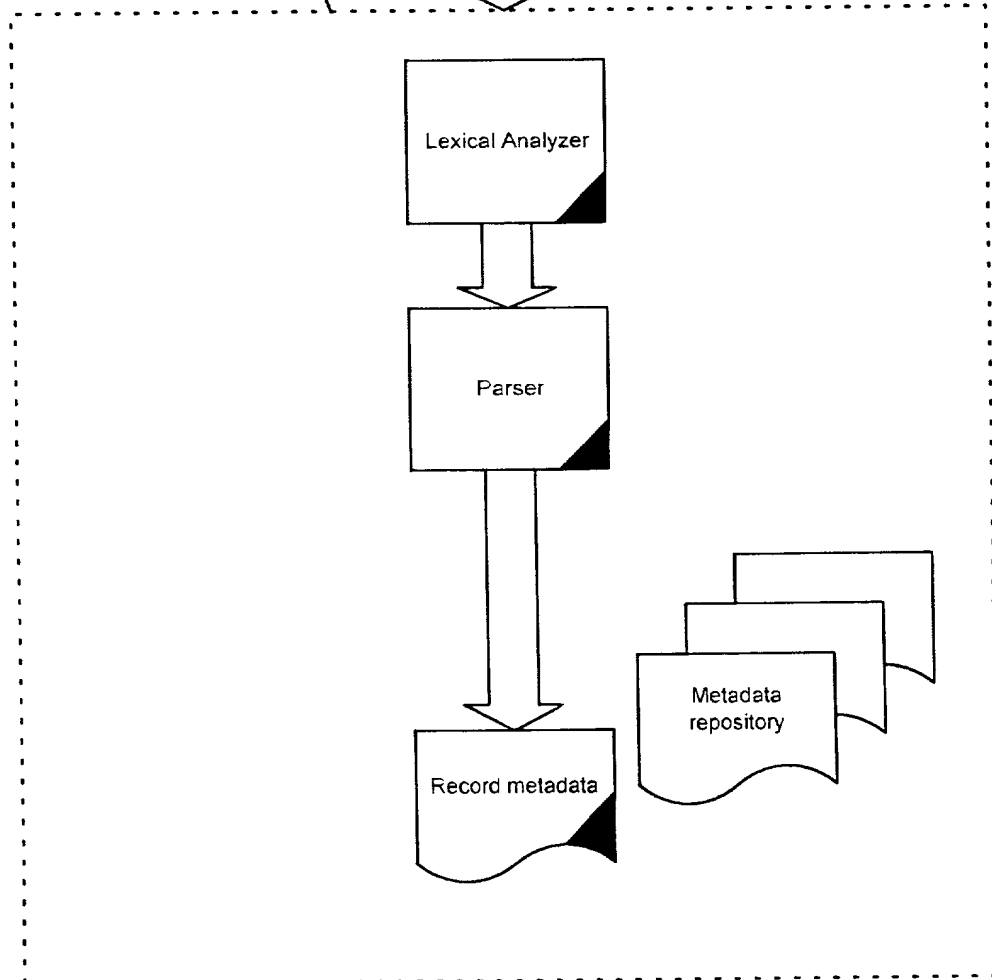 Lexical Analyzer
Parser
Metadata
repository
Record metadata